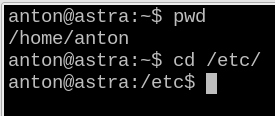 anton@astra:~$ pwd
/home/anton
anton@astra:~$ cd /etc/
anton@astra:/etc$